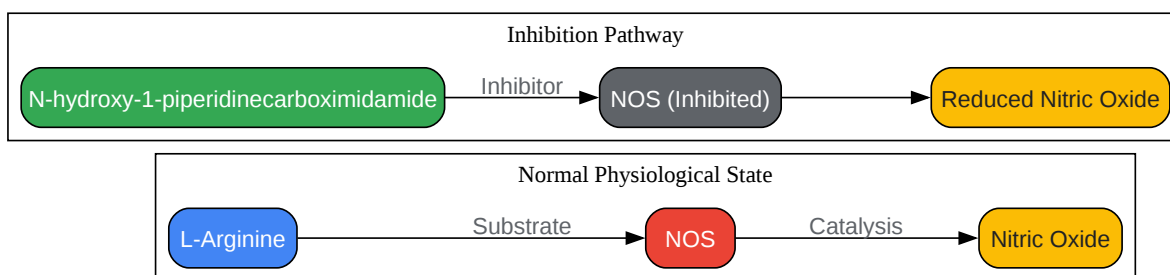 Inhibition Pathway
N-hydroxy-1-piperidinecarboximidamide
Inhibitor
NOS (Inhibited)
Reduced Nitric Oxide
Normal Physiological State
L-Arginine
Substrate
NOS
Catalysis
Nitric Oxide